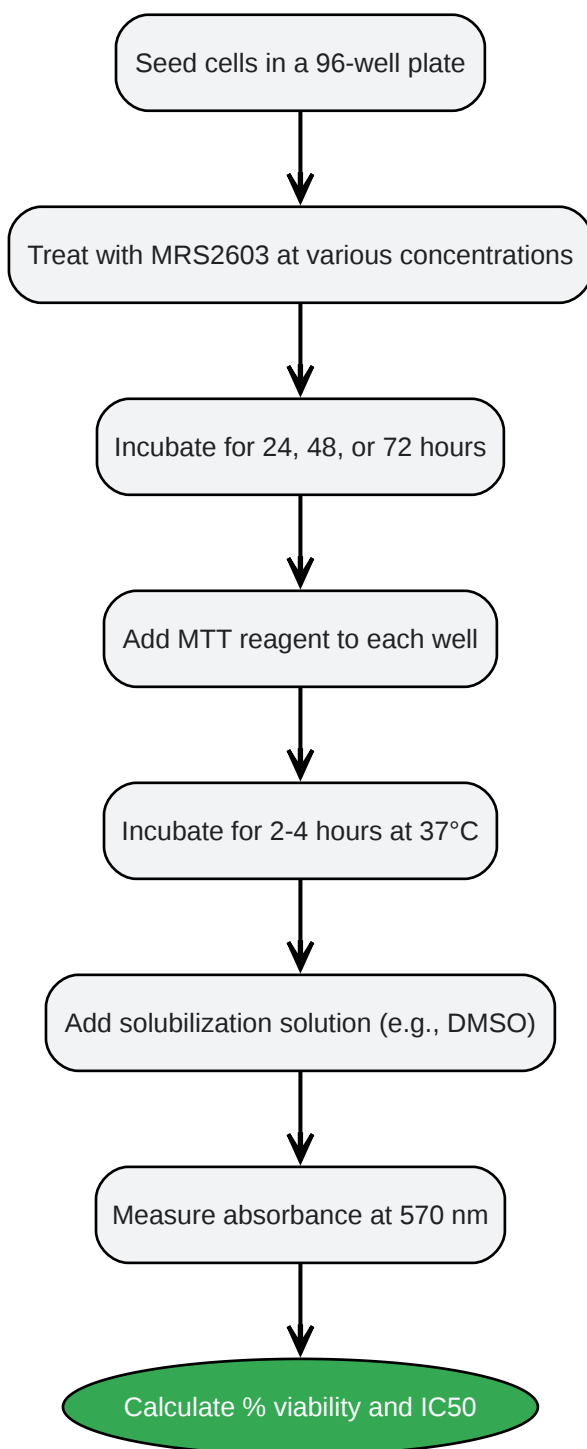 Seed cells in a 96-well plate
Treat with MRS2603 at various concentrations
Incubate for 24, 48, or 72 hours
Add MTT reagent to each well
Incubate for 2-4 hours at 37°C
Add solubilization solution (e.g., DMSO)
Measure absorbance at 570 nm
Calculate % viability and IC50